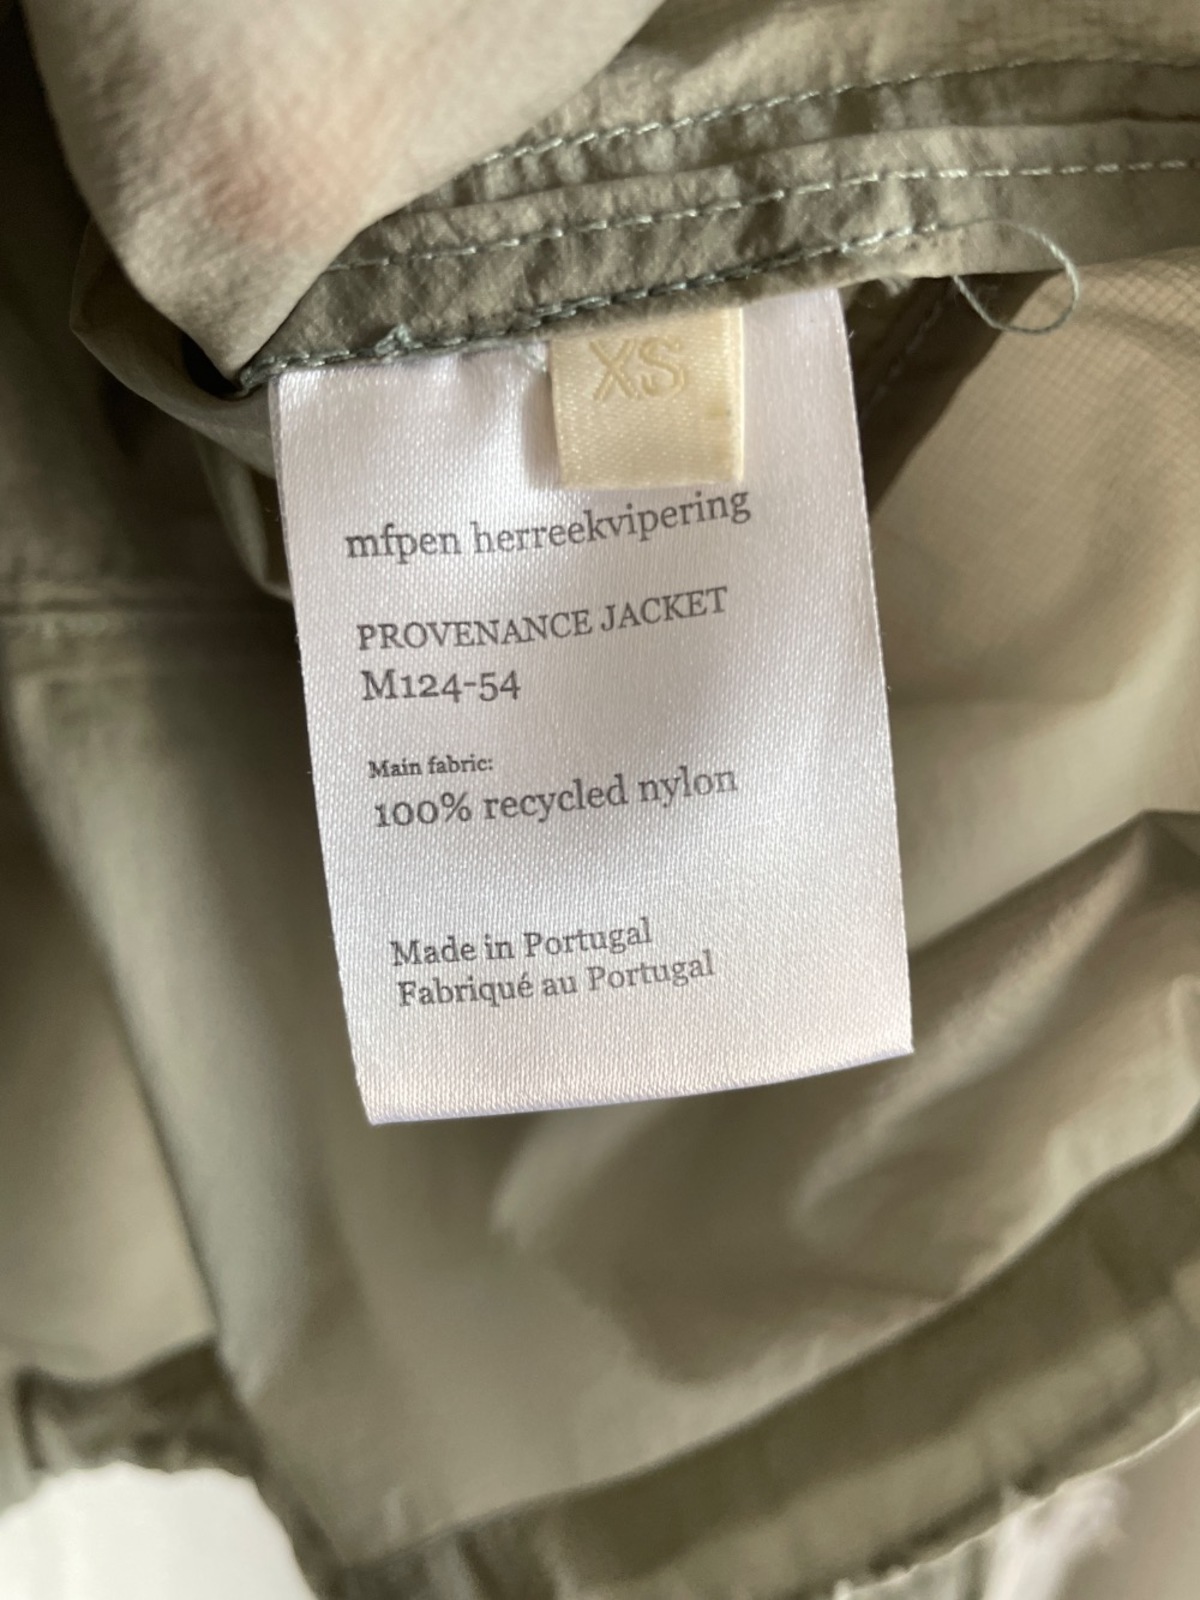 XS
mfpen herreekvipering
PROVENANCE JACKET
M124-54
Main fabric:
100% recycled nylon
Made in Portugal
Fabriqué au Portugal